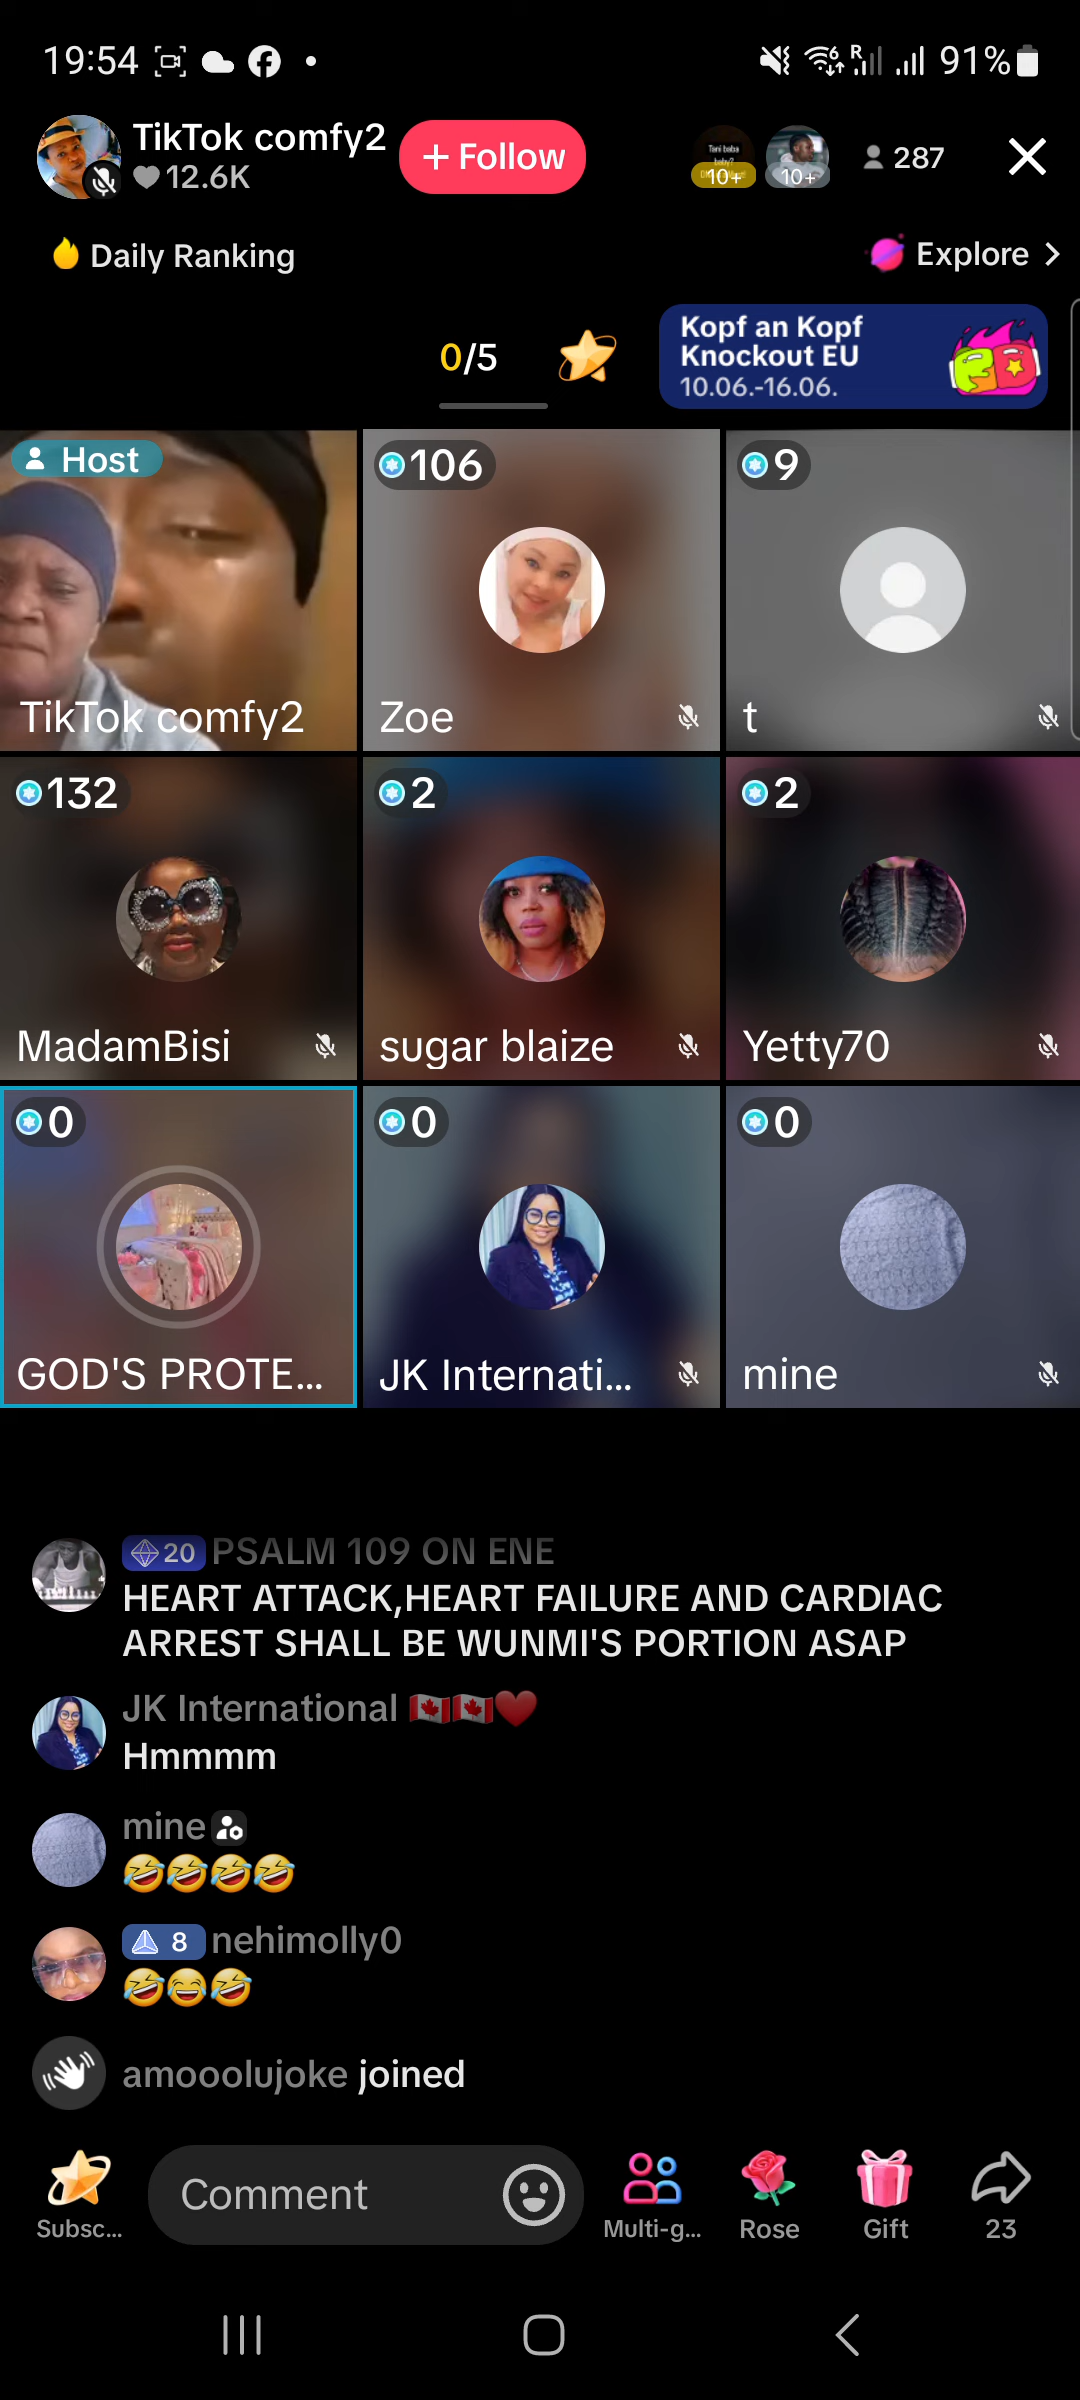 19:54 R 91%
TikTok comfy2
12.6K
+ Follow
Tani baba
baby?
10+
10+
287
Daily Ranking
Explore >
0/5
Kopf an Kopf
Knockout EU
10.06.-16.06.
Host
TikTok comfy2
106
Zoe
9
t
132
MadamBisi
2
sugar blaize
2
Yetty70
0
GOD'S PROTE...
0
JK Internati...
0
mine
20 PSALM 109 ON ENE
HEART ATTACK,HEART FAILURE AND CARDIAC
ARREST SHALL BE WUNMI'S PORTION ASAP
JK International 🇨🇦🇨🇦❤️
Hmmmm
mine
🤣🤣🤣🤣
8 nehimolly0
🤣😂🤣
amooolujoke joined
Subsc...
Comment
Multi-g...
Rose
Gift
23